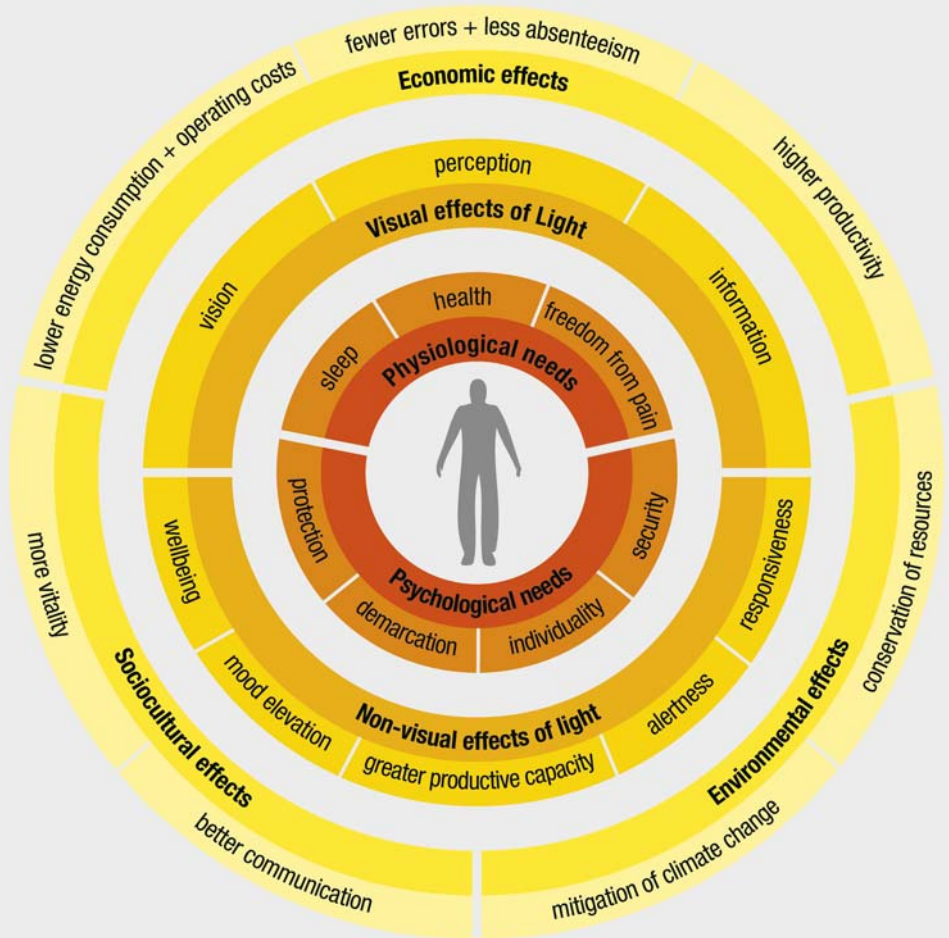 lower energy consumption + operating costs
fewer errors + less absenteeism
higher productivity
Economic effects
vision
perception
information
Visual effects of Light
sleep
health
freedom from pain
Physiological needs
protection
demarcation
individuality
security
Psychological needs
wellbeing
mood elevation
greater productive capacity
alertness
responsiveness
Non-visual effects of light
more vitality
better communication
Sociocultural effects
mitigation of climate change
conservation of resources
Environmental effects